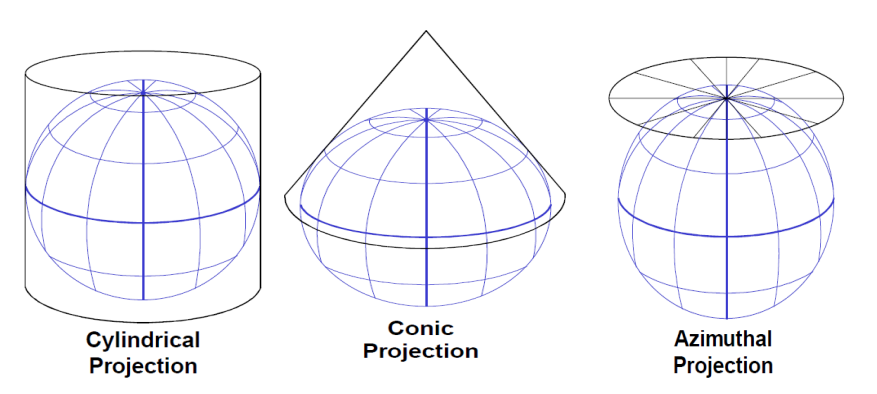 Cylindrical
Projection
Conic
Projection
Azimuthal
Projection